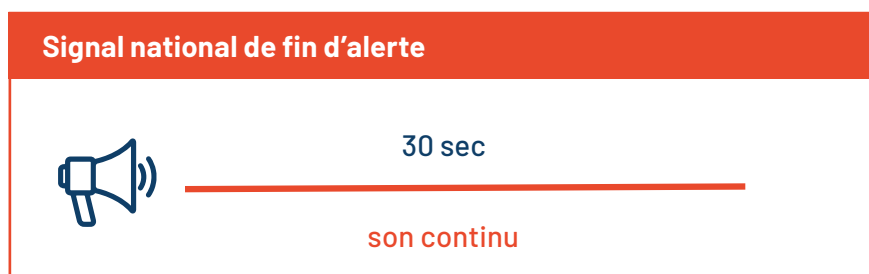 Signal national de fin d’alerte
30 sec
son continu